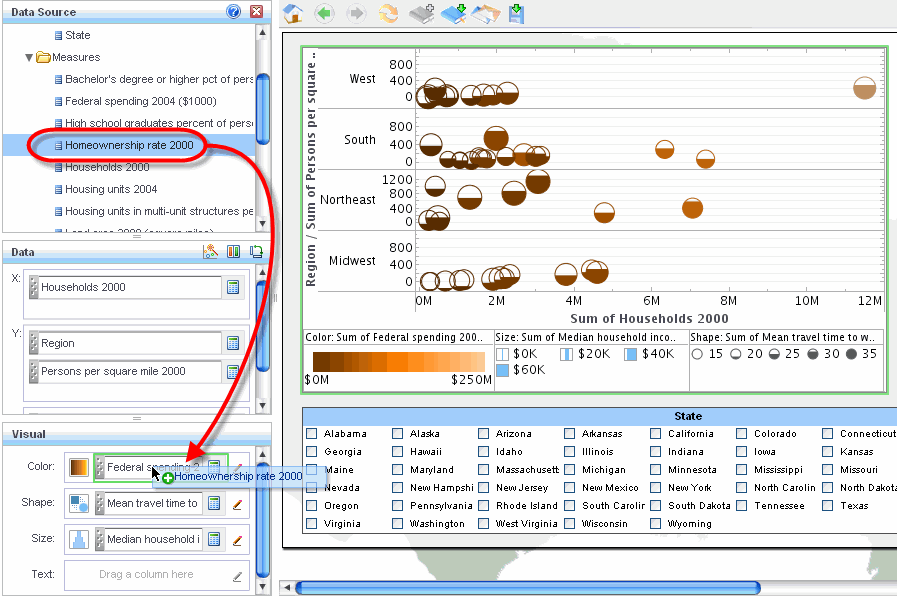 Data Source
State
Measures
Bachelor's degree or higher pct of pers
Federal spending 2004 ($1000)
High school graduates percent of perso
Homeownership rate 2000
Households 2000
Housing units 2004
Housing units in multi-unit structures pe
Land area 2000 (square miles)
Data
X:
Households 2000
Y:
Region
Persons per square mile 2000
Visual
Color:
Federal spending 2
Homeownership rate 2000
Shape:
Mean travel time to
Size:
Median household i
Text:
Drag a column here
Region / Sum of Persons per square ..
West
800
400
0
South
800
400
0
Northeast
1200
800
400
0
Midwest
800
400
0
0M 2M 4M 6M 8M 10M 12M
Sum of Households 2000
Color: Sum of Federal spending 200..
$0M $250M
Size: Sum of Median household inco..
$0K $20K $40K
$60K
Shape: Sum of Mean travel time to w..
15 20 25 30 35
State
Alabama Alaska Arizona Arkansas California Colorado Connecticut
Georgia Hawaii Idaho Illinois Indiana Iowa Kansas
Maine Maryland Massachusett Michigan Minnesota Mississippi Missouri
Nevada New Hampshi New Jersey New Mexico New York North Carolin North Dakota
Oregon Pennsylvania Rhode Island South Carolir South Dakota Tennessee Texas
Virginia Washington West Virginia Wisconsin Wyoming